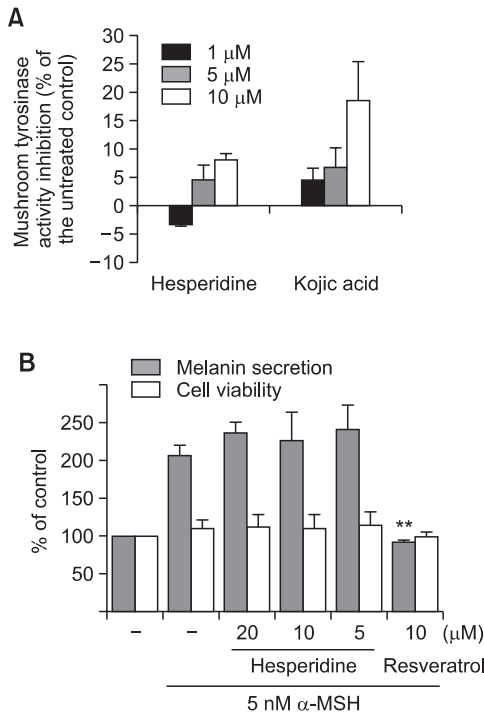 A
Mushroom tyrosinase
activity inhibition (% of
the untreated control)
30
25
20
15
10
5
0
−5
−10
1 μM
5 μM
10 μM
Hesperidine
Kojic acid
B
Melanin secretion
Cell viability
% of control
250
200
150
100
50
**
− − 20 10 5 10 (μM)
Hesperidine Resveratrol
5 nM α-MSH